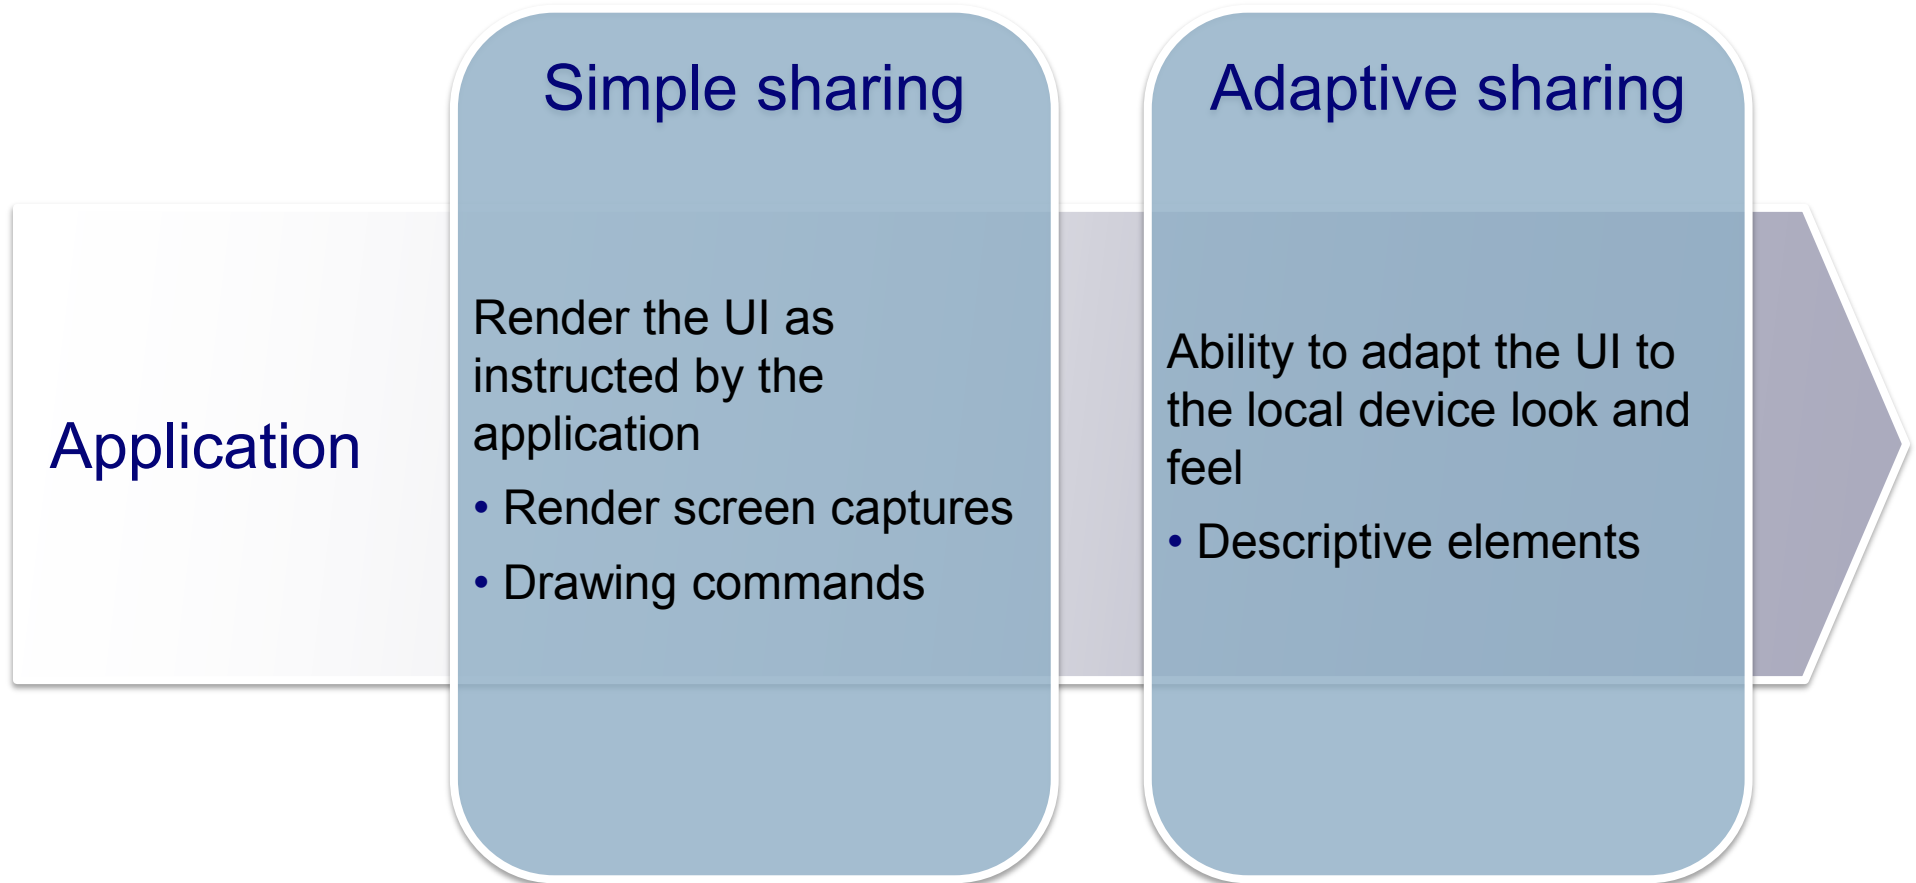 Application
Simple sharing
Render the UI as
instructed by the
application
• Render screen captures
• Drawing commands
Adaptive sharing
Ability to adapt the UI to
the local device look and
feel
• Descriptive elements